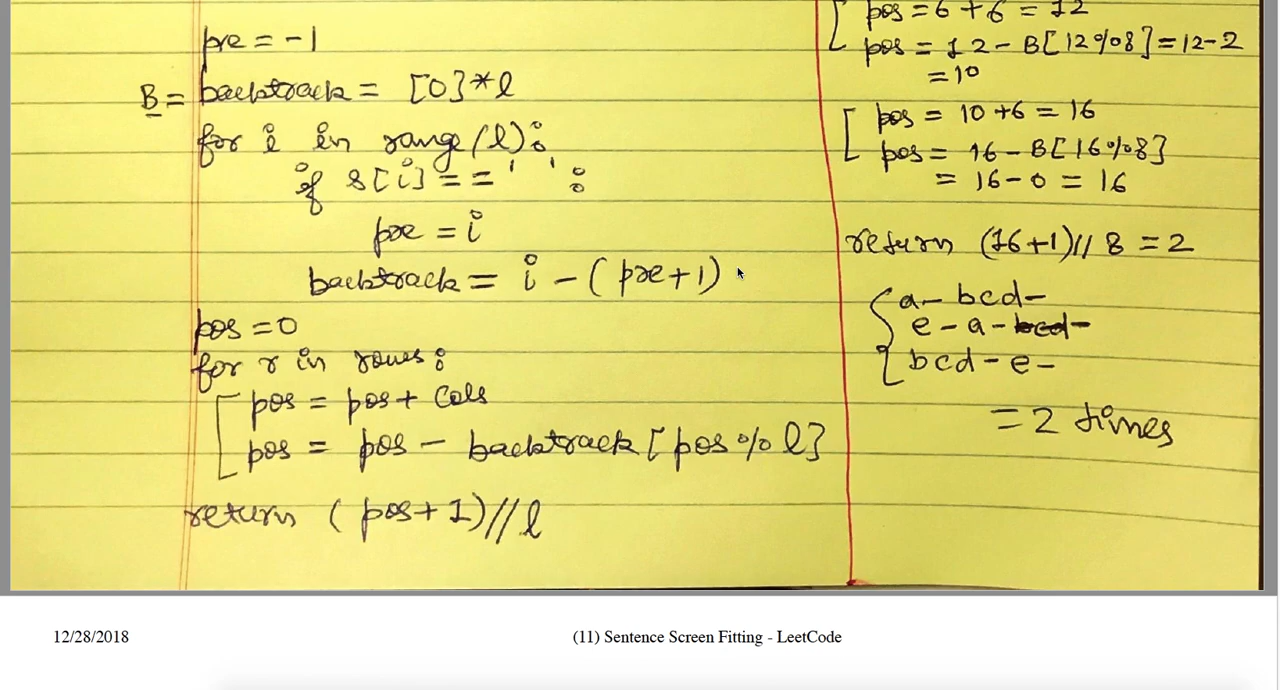 pre = -1
B = backtrack = [0]*l
for i in range(l):
if s[i] == ' ':
pre = i
backtrack = i - (pre+1)
pos = 0
for r in rows:
pos = pos + cols
pos = pos - backtrack[pos % l]
return (pos+1)//l
pos = 6 + 6 = 12
pos = 12 - B[12%8] = 12-2
= 10
pos = 10 + 6 = 16
pos = 16 - B[16%8]
= 16 - 0 = 16
return (16+1)// 8 = 2
a - bcd -
e - a - bcd -
bcd - e -
= 2 times
12/28/2018
(11) Sentence Screen Fitting - LeetCode